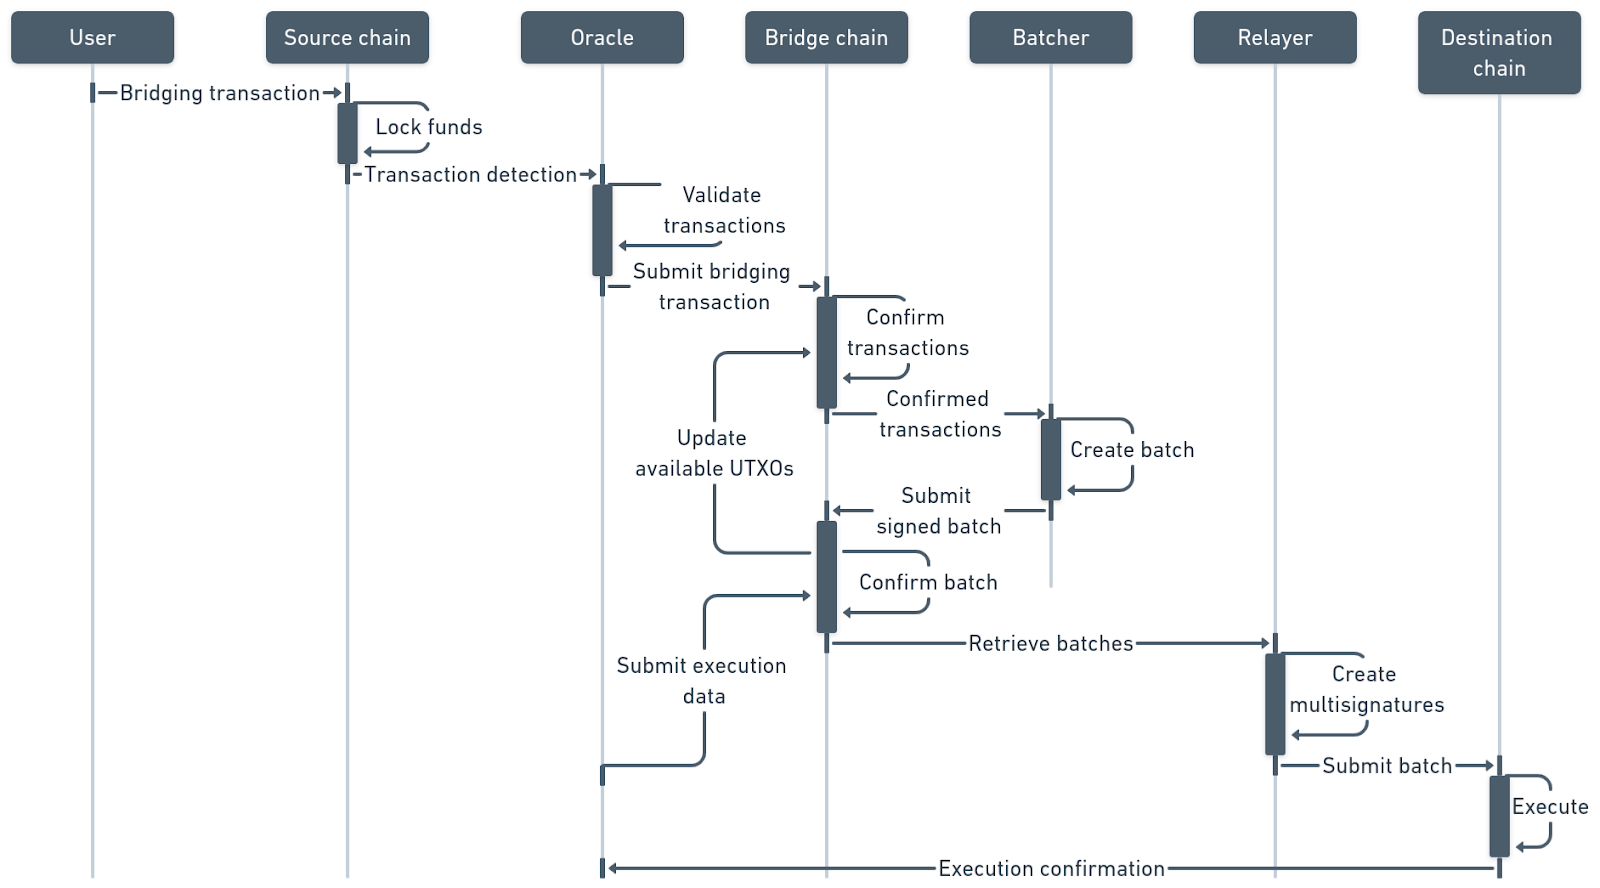 User
Source chain
Oracle
Bridge chain
Batcher
Relayer
Destination
chain
Bridging transaction
Lock funds
Transaction detection
Validate
transactions
Submit bridging
transaction
Confirm
transactions
Confirmed
transactions
Update
available UTXOs
Create batch
Submit
signed batch
Confirm batch
Retrieve batches
Submit execution
data
Create
multisignatures
Submit batch
Execute
Execution confirmation